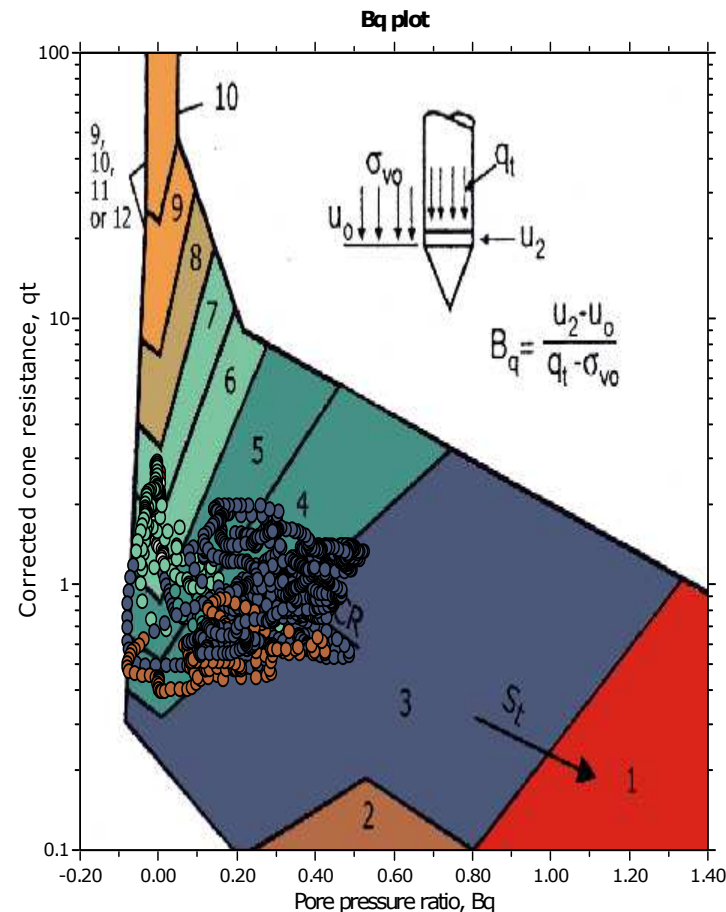 Bq plot
Corrected cone resistance, qt
100
10
1
0.1
9,
10,
11
or 12
10
9
8
7
6
5
4
3
2
1
CR
St
σvo
qt
uo
u2
Bq= u2-uo
qt -σvo
-0.20 0.00 0.20 0.40 0.60 0.80 1.00 1.20 1.40
Pore pressure ratio, Bq